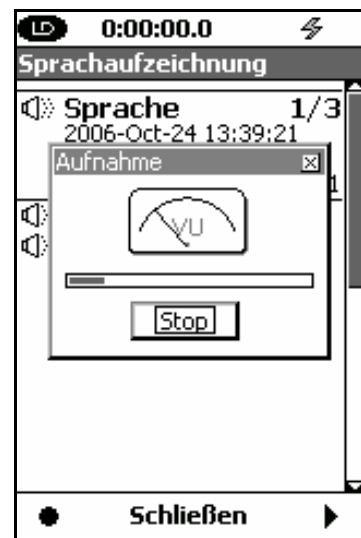 LD 0:00:00.0
Sprachaufzeichnung
Sprache 1/3
2006-Oct-24 13:39:21
Aufnahme
1
VU
Stop
Schließen